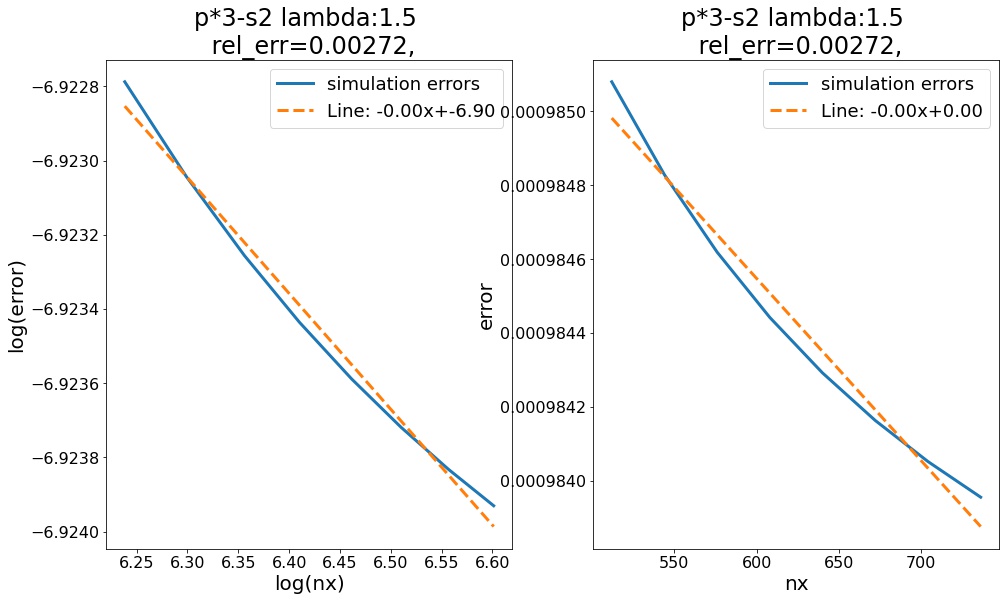 p*3-s2 lambda:1.5
rel_err=0.00272,
simulation errors
Line: -0.00x+-6.90
−6.9228
−6.9230
−6.9232
−6.9234
−6.9236
−6.9238
−6.9240
log(error)
6.25 6.30 6.35 6.40 6.45 6.50 6.55 6.60
log(nx)
p*3-s2 lambda:1.5
rel_err=0.00272,
simulation errors
Line: -0.00x+0.00
0.0009850
0.0009848
0.0009846
0.0009844
0.0009842
0.0009840
error
550 600 650 700
nx